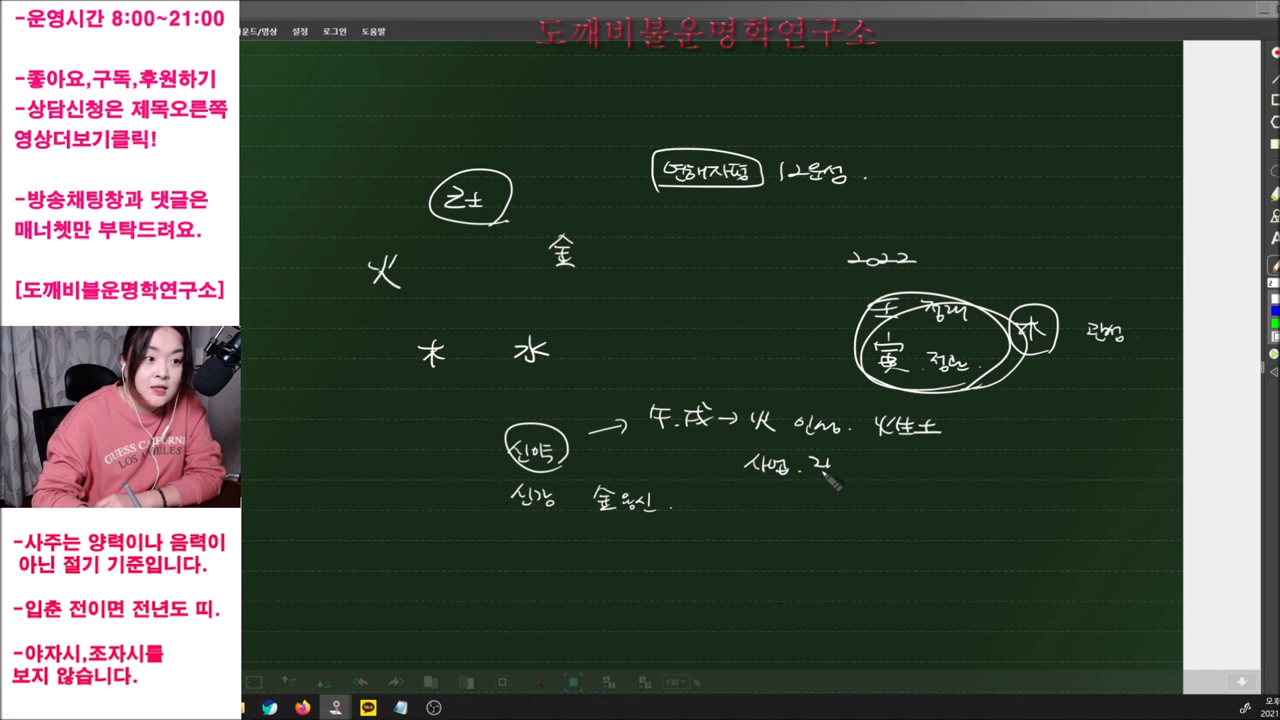 -운영시간 8:00~21:00
-좋아요,구독,후원하기
-상담신청은 제목오른쪽
영상더보기클릭!
-방송채팅창과 댓글은
매너챗만 부탁드려요.
[도깨비불운명학연구소]
-사주는 양력이나 음력이
아닌 절기 기준입니다.
-입춘 전이면 전년도 띠.
-야자시,조자시를
보지 않습니다.
설정 로그인 도움말
도깨비불운명학연구소
연해자평 12운성.
己土
火
金
木
水
2022
壬 정재
寅 정관
木 관성
신약 → 午.戌→火 인성. 火生土
사업.
신강 金용신.
130 %
TALK
오후
2021